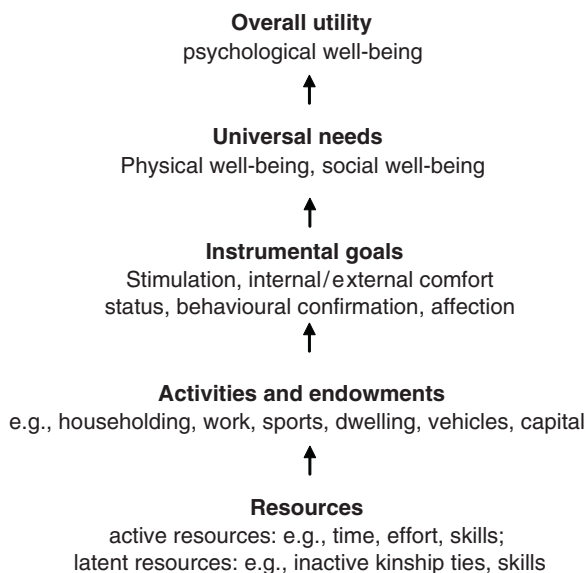 Overall utility
psychological well-being
Universal needs
Physical well-being, social well-being
Instrumental goals
Stimulation, internal/external comfort
status, behavioural confirmation, affection
Activities and endowments
e.g., householding, work, sports, dwelling, vehicles, capital
Resources
active resources: e.g., time, effort, skills;
latent resources: e.g., inactive kinship ties, skills